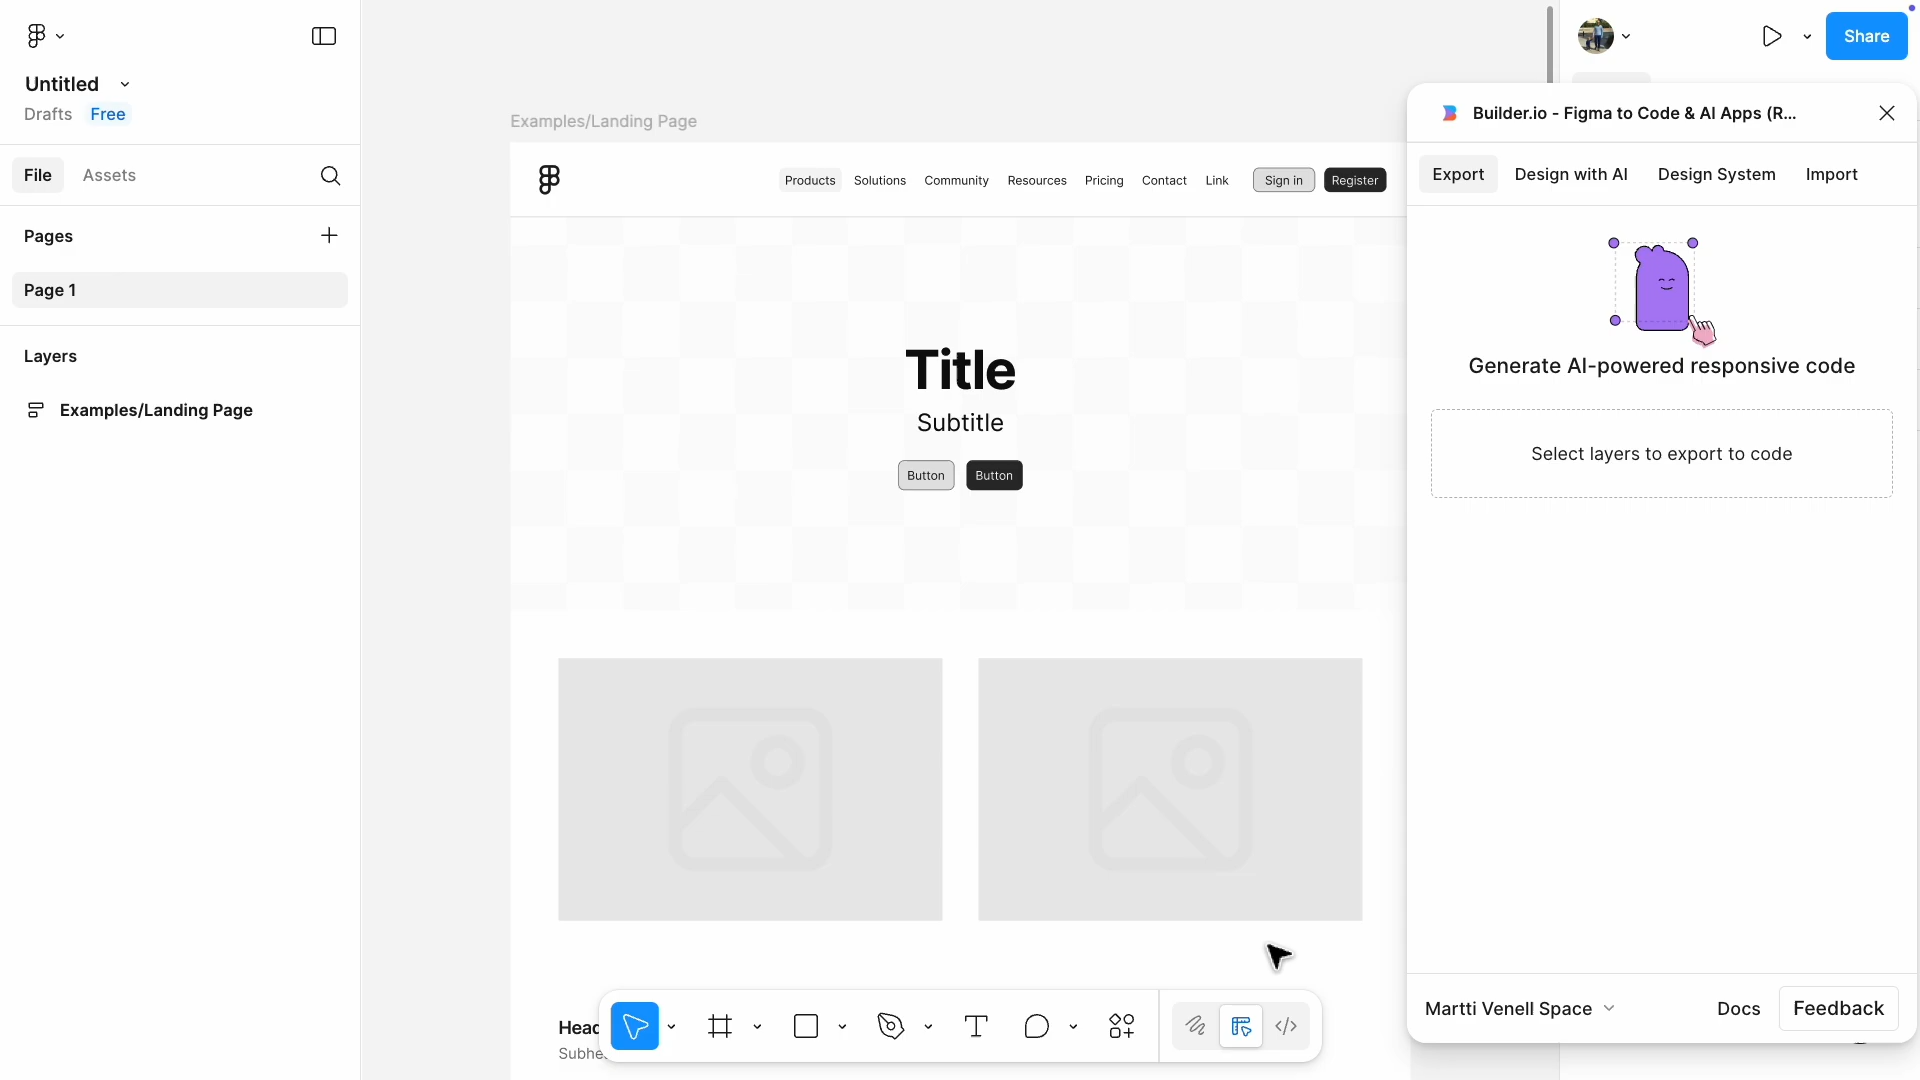 Untitled
Drafts Free
File Assets
Pages
Page 1
Layers
Examples/Landing Page
Examples/Landing Page
Products Solutions Community Resources Pricing Contact Link Sign in Register
Title
Subtitle
Button Button
Head
Subhe
Share
Builder.io - Figma to Code & AI Apps (R...
Export Design with AI Design System Import
Generate AI-powered responsive code
Select layers to export to code
Martti Venell Space Docs Feedback